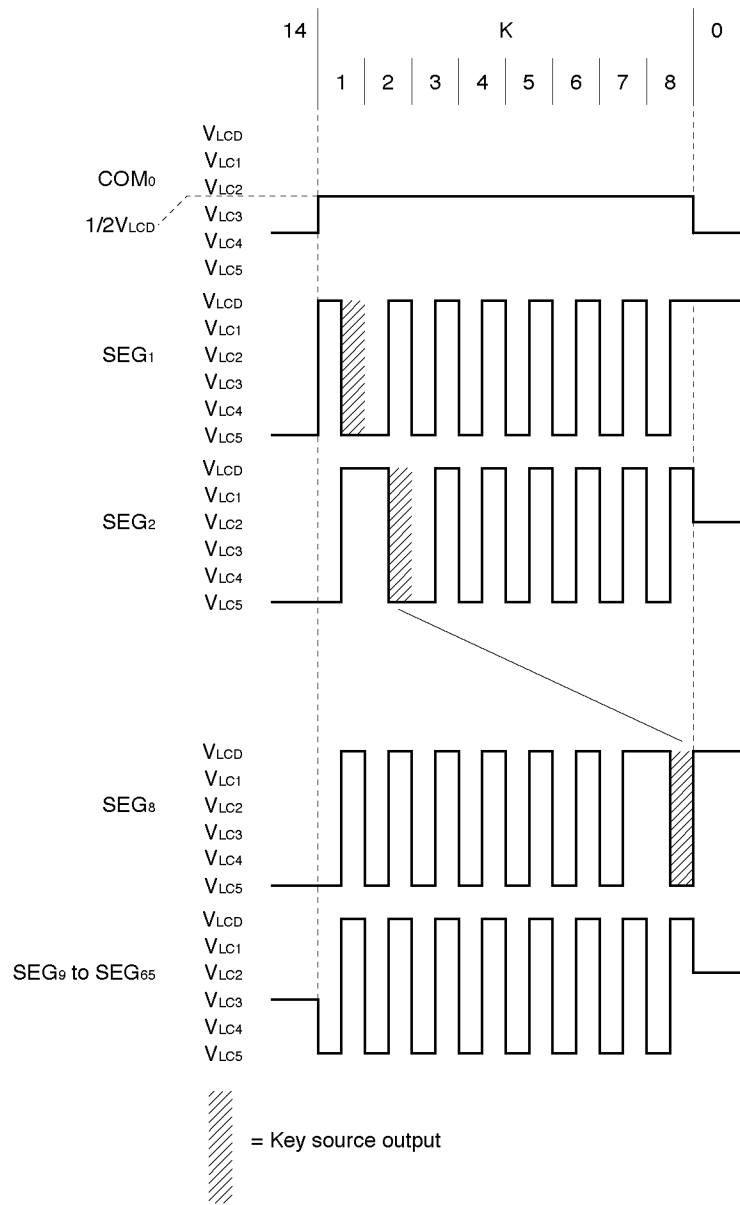 14 K 0
1 2 3 4 5 6 7 8
COM0
1/2VLCD
VLCD
VLC1
VLC2
VLC3
VLC4
VLC5
SEG1
VLCD
VLC1
VLC2
VLC3
VLC4
VLC5
SEG2
VLCD
VLC1
VLC2
VLC3
VLC4
VLC5
SEG8
VLCD
VLC1
VLC2
VLC3
VLC4
VLC5
SEG9 to SEG65
VLCD
VLC1
VLC2
VLC3
VLC4
VLC5
= Key source output